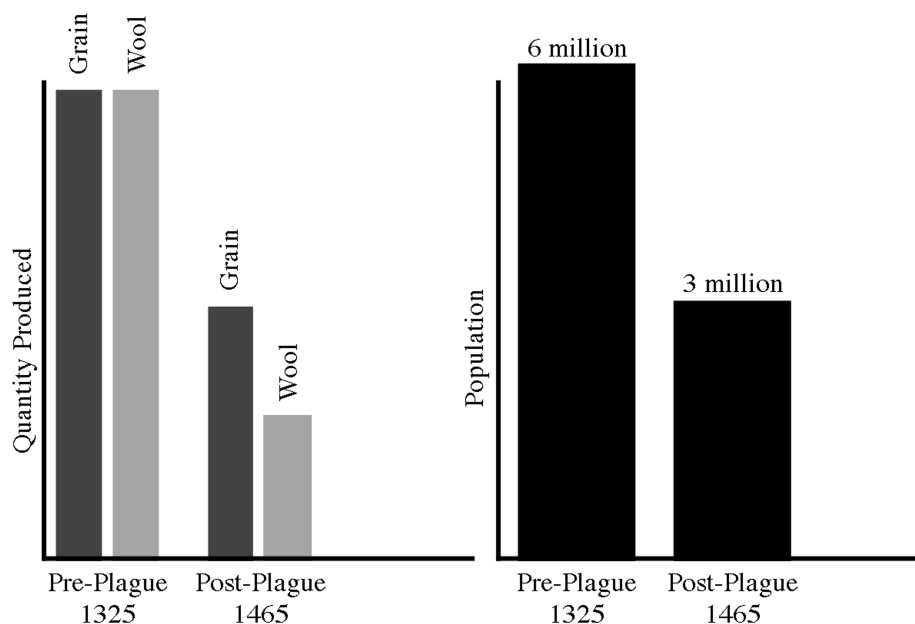 Grain
Wool
Grain
Wool
Quantity Produced
Pre-Plague
1325
Post-Plague
1465
6 million
3 million
Population
Pre-Plague
1325
Post-Plague
1465